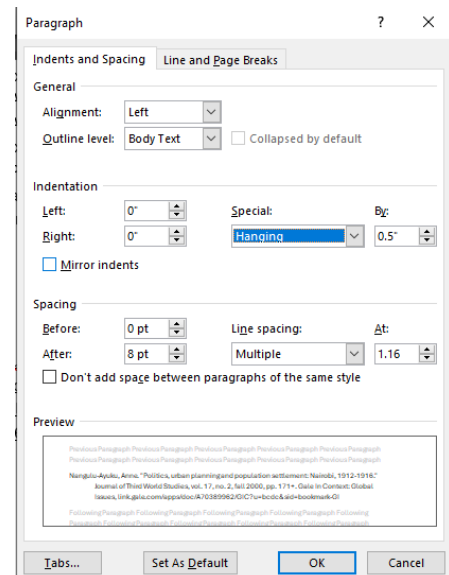 Paragraph ? ×
Indents and Spacing Line and Page Breaks
General
Alignment: Left
Outline level: Body Text Collapsed by default
Indentation
Left: 0" Special: By:
Right: 0" Hanging 0.5"
Mirror indents
Spacing
Before: 0 pt Line spacing: At:
After: 8 pt Multiple 1.16
Don't add space between paragraphs of the same style
Preview
Previous Paragraph Previous Paragraph Previous Paragraph Previous Paragraph Previous Paragraph
Previous Paragraph Previous Paragraph Previous Paragraph Previous Paragraph Previous Paragraph
Nangulu-Ayuku, Anne. "Politics, urban planning and population settlement: Nairobi, 1912-1916."
Journal of Third World Studies, vol. 17, no. 2, fall 2000, pp. 171+. Gale in Context: Global
Issues, link.gale.com/apps/doc/A70389962/GIC?u=bcdc&sid=bookmark-GI
Following Paragraph Following Paragraph Following Paragraph Following Paragraph Following Paragraph
Following Paragraph Following Paragraph Following Paragraph Following Paragraph Following Paragraph
Tabs... Set As Default OK Cancel